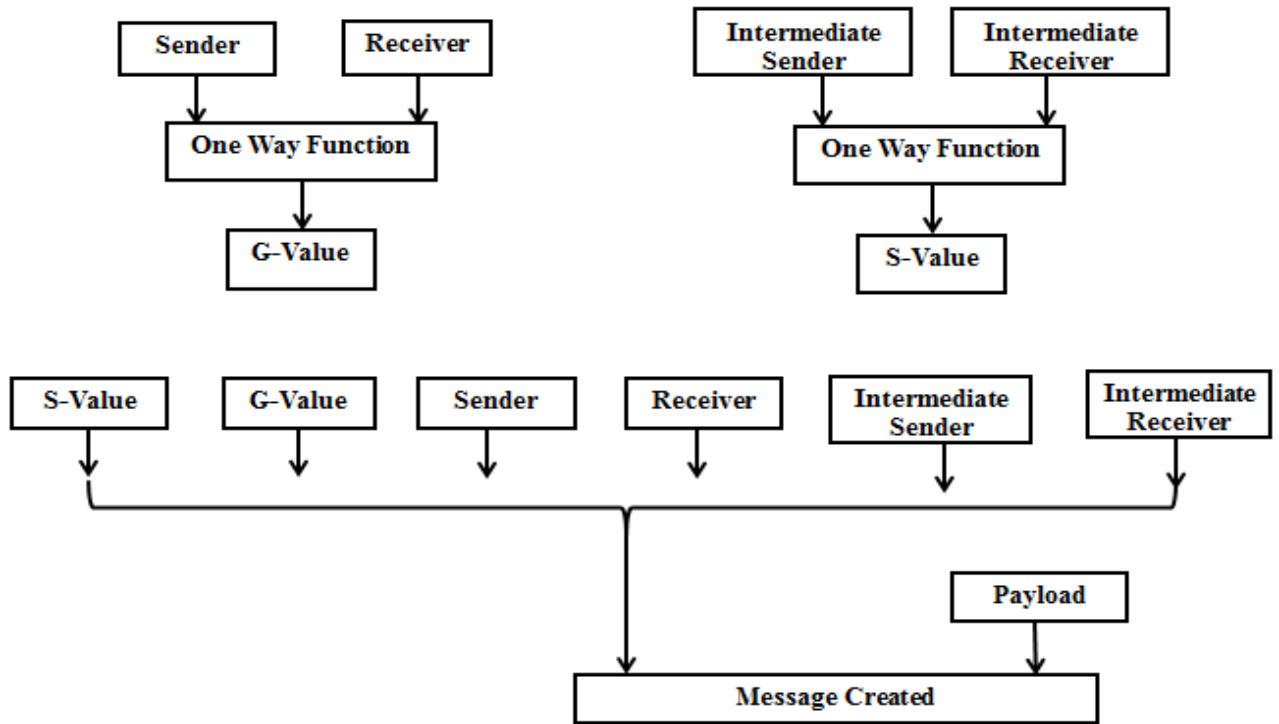 Sender
Receiver
Intermediate
Sender
Intermediate
Receiver
One Way Function
One Way Function
G-Value
S-Value
S-Value
G-Value
Sender
Receiver
Intermediate
Sender
Intermediate
Receiver
Payload
Message Created